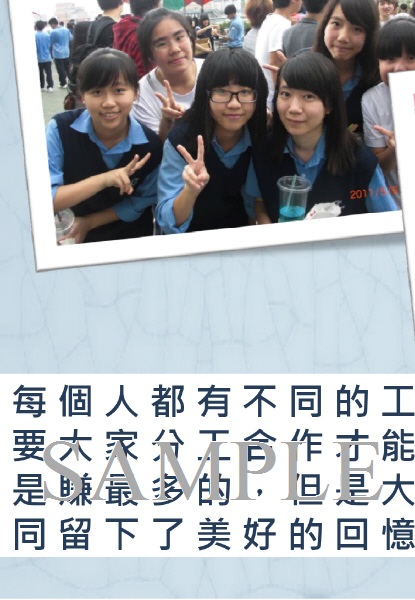 2011/5/
每個人都有不同的工
要大家分工合作才能
是賺最多的，但是大
同留下了美好的回憶
SAMPLE